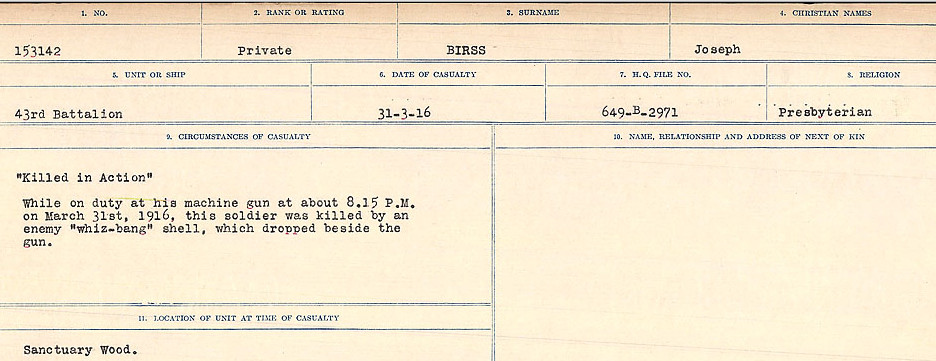 1. NO. 2. RANK OR RATING 3. SURNAME 4. CHRISTIAN NAMES
153142 Private BIRSS Joseph
5. UNIT OR SHIP 6. DATE OF CASUALTY 7. H.Q. FILE NO. 8. RELIGION
43rd Battalion 31-3-16 649-B-2971 Presbyterian
9. CIRCUMSTANCES OF CASUALTY 10. NAME, RELATIONSHIP AND ADDRESS OF NEXT OF KIN
"Killed in Action"
While on duty at his machine gun at about 8.15 P.M.
on March 31st, 1916, this soldier was killed by an
enemy "whiz-bang" shell, which dropped beside the
gun.
11. LOCATION OF UNIT AT TIME OF CASUALTY
Sanctuary Wood.